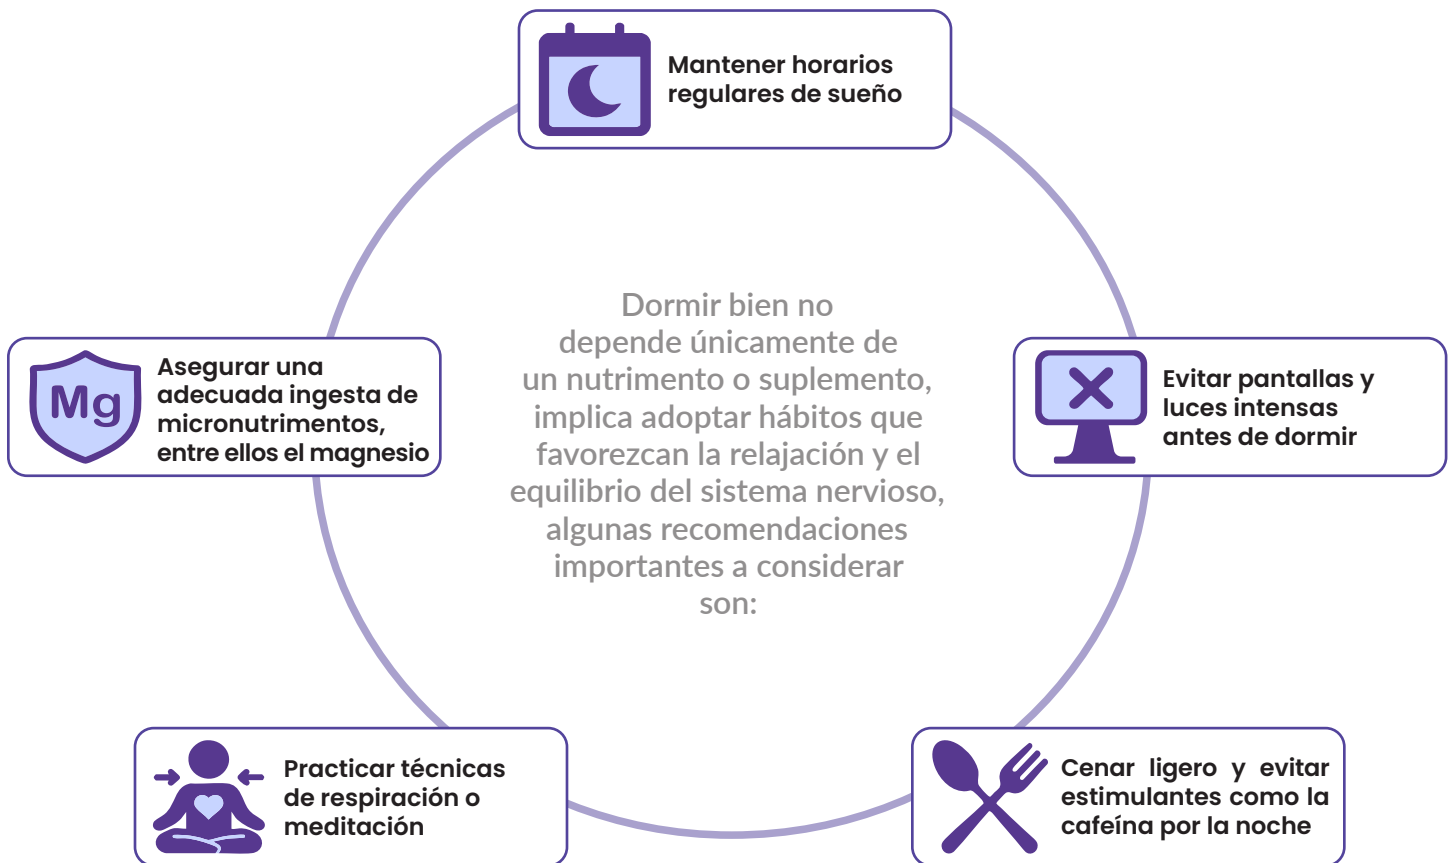 Mantener horarios
regulares de sueño
Dormir bien no
depende únicamente de
un nutrimento o suplemento,
implica adoptar hábitos que
favorezcan la relajación y el
equilibrio del sistema nervioso,
algunas recomendaciones
importantes a considerar
son:
Evitar pantallas y
luces intensas
antes de dormir
Cenar ligero y evitar
estimulantes como la
cafeína por la noche
Practicar técnicas
de respiración o
meditación
Mg
Asegurar una
adecuada ingesta de
micronutrimentos,
entre ellos el magnesio